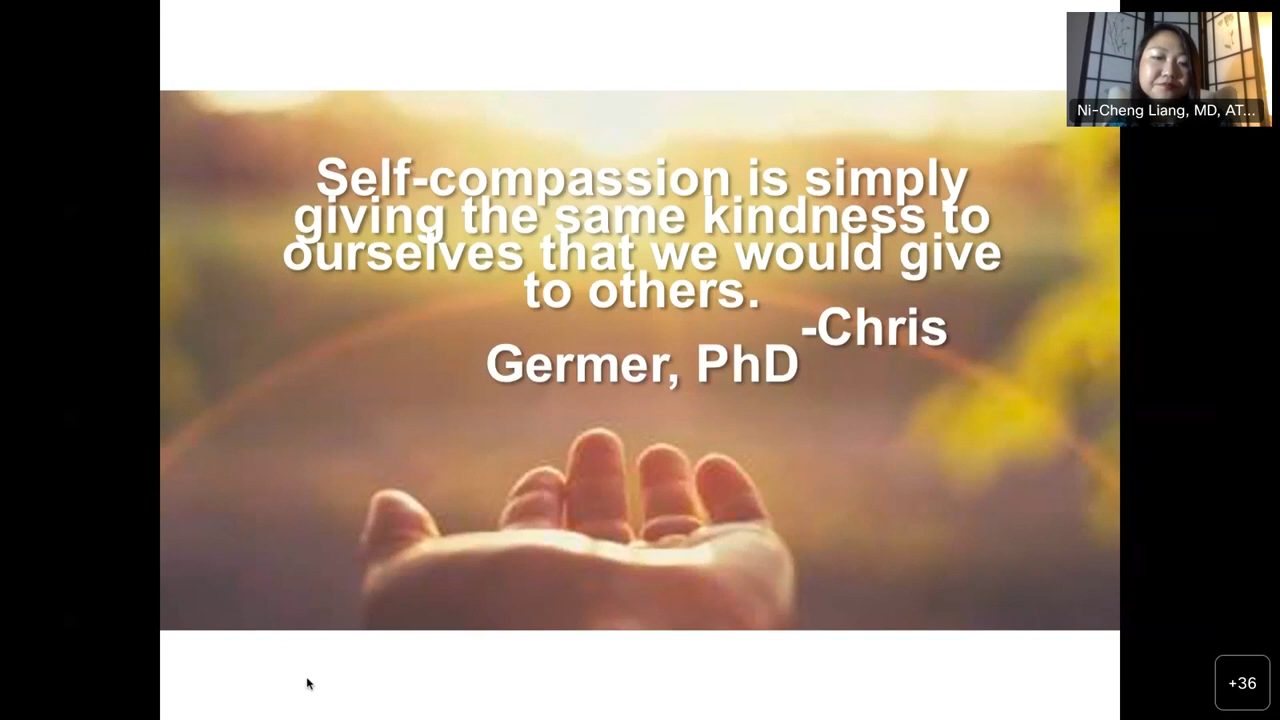 Self-compassion is simply
giving the same kindness to
ourselves that we would give
to others.
-Chris
Germer, PhD
Ni-Cheng Liang, MD, AT...
+36